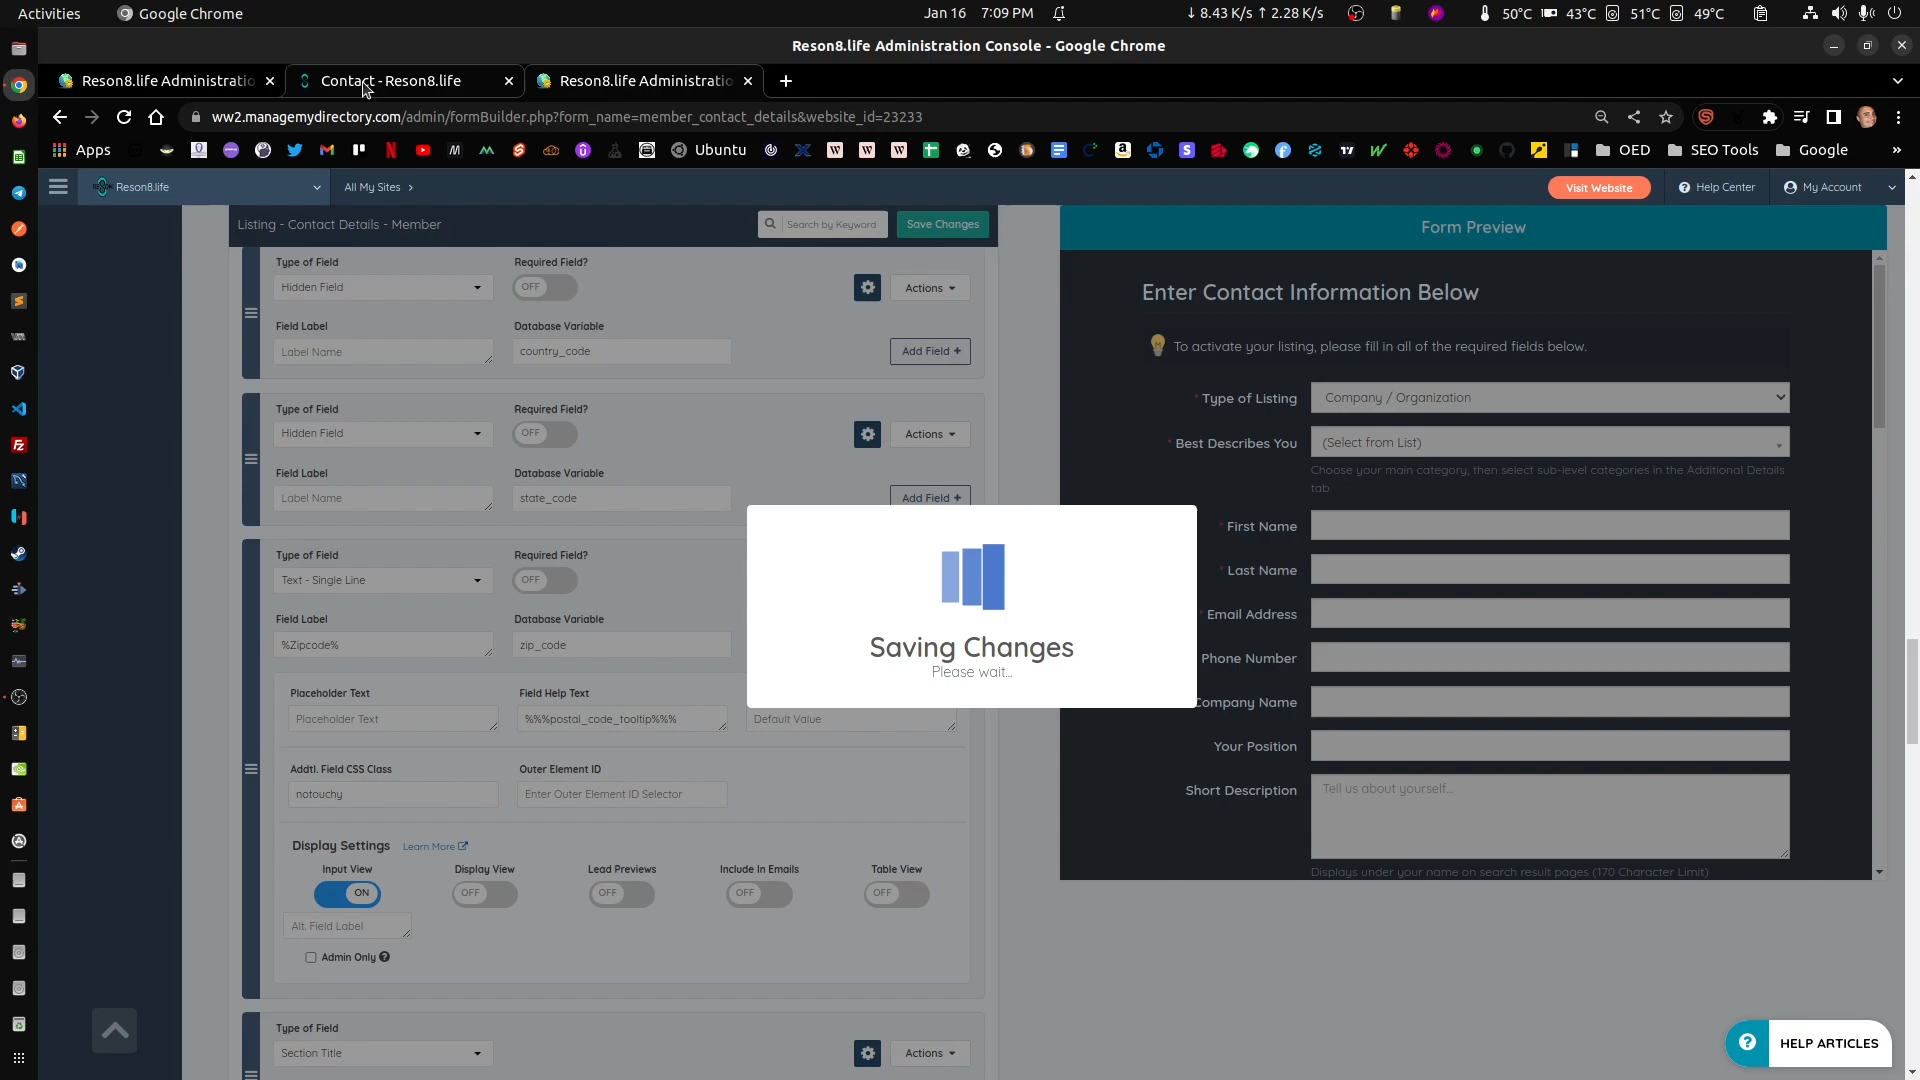 Activities
Google Chrome
Jan 16 7:09 PM
↓ 8.43 K/s ↑ 2.28 K/s
50°C
43°C
51°C
49°C
Reson8.life Administration Console - Google Chrome
Reson8.life Administratio
Contact - Reson8.life
Reson8.life Administratio
ww2.managemydirectory.com/admin/formBuilder.php?form_name=member_contact_details&website_id=23233
Apps
Ubuntu
OED
SEO Tools
Google
»
Reson8.life
All My Sites
Visit Website
Help Center
My Account
Listing - Contact Details - Member
Search by Keyword
Save Changes
Type of Field
Required Field?
Hidden Field
OFF
Actions
Field Label
Database Variable
Label Name
country_code
Add Field +
Type of Field
Required Field?
Hidden Field
OFF
Actions
Field Label
Database Variable
Label Name
state_code
Add Field +
Type of Field
Required Field?
Text - Single Line
OFF
Field Label
Database Variable
%Zipcode%
zip_code
Placeholder Text
Field Help Text
Placeholder Text
%%%postal_code_tooltip%%%
Default Value
Addtl. Field CSS Class
Outer Element ID
notouchy
Enter Outer Element ID Selector
Display Settings
Learn More
Input View
Display View
Lead Previews
Include In Emails
Table View
ON
OFF
OFF
OFF
OFF
Alt. Field Label
Admin Only
Type of Field
Section Title
Actions
Saving Changes
Please wait...
Form Preview
Enter Contact Information Below
To activate your listing, please fill in all of the required fields below.
* Type of Listing
Company / Organization
* Best Describes You
(Select from List)
Choose your main category, then select sub-level categories in the Additional Details
tab
* First Name
* Last Name
* Email Address
Phone Number
Company Name
Your Position
Short Description
Tell us about yourself...
Displays under your name on search result pages (170 Character Limit)
HELP ARTICLES